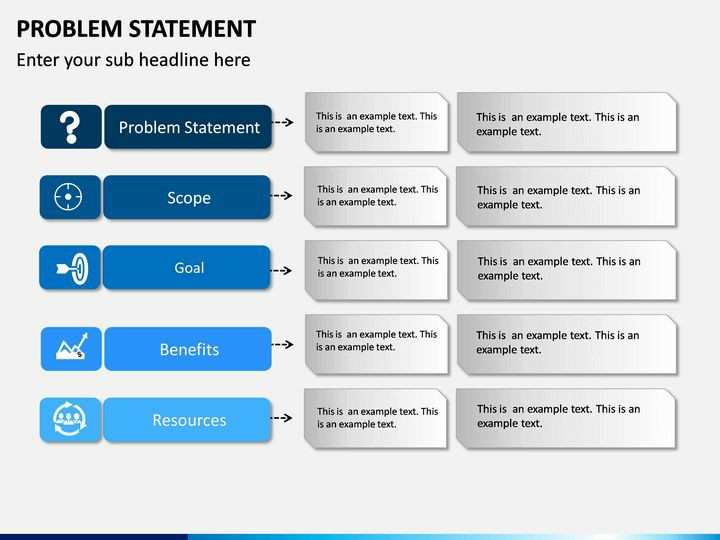 PROBLEM STATEMENT
Enter your sub headline here
Problem Statement
This is  an example text. This
is an example text.
This is  an example text. This is an
example text.
Scope
This is  an example text. This
is an example text.
This is  an example text. This is an
example text.
Goal
This is  an example text. This
is an example text.
This is  an example text. This is an
example text.
$
Benefits
This is  an example text. This
is an example text.
This is  an example text. This is an
example text.
Resources
This is  an example text. This
is an example text.
This is  an example text. This is an
example text.